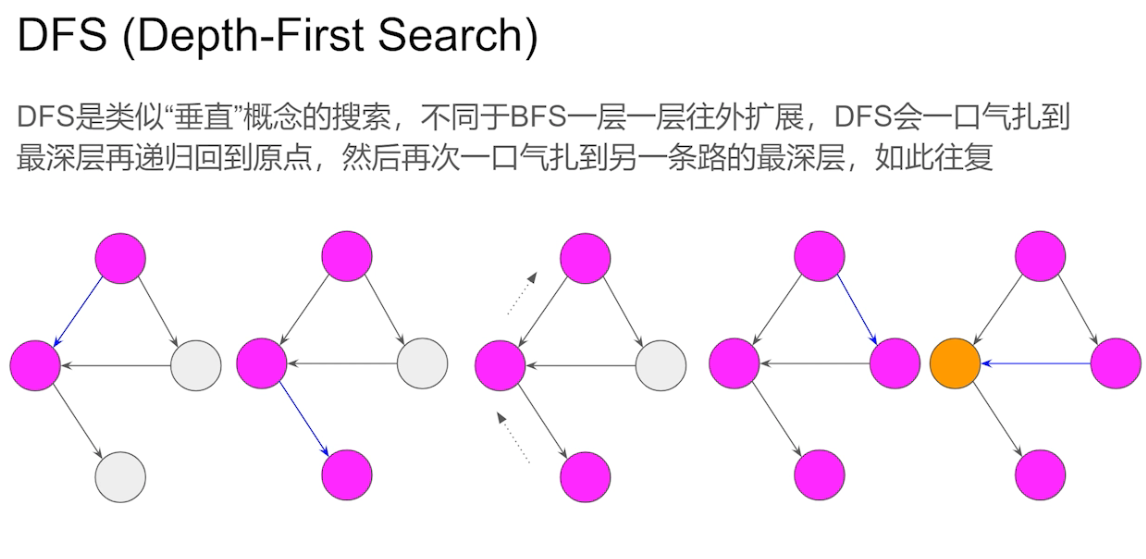 DFS (Depth-First Search)
DFS是类似“垂直”概念的搜索，不同于BFS一层一层往外扩展，DFS会一口气扎到
最深层再递归回到原点，然后再次一口气扎到另一条路的最深层，如此往复